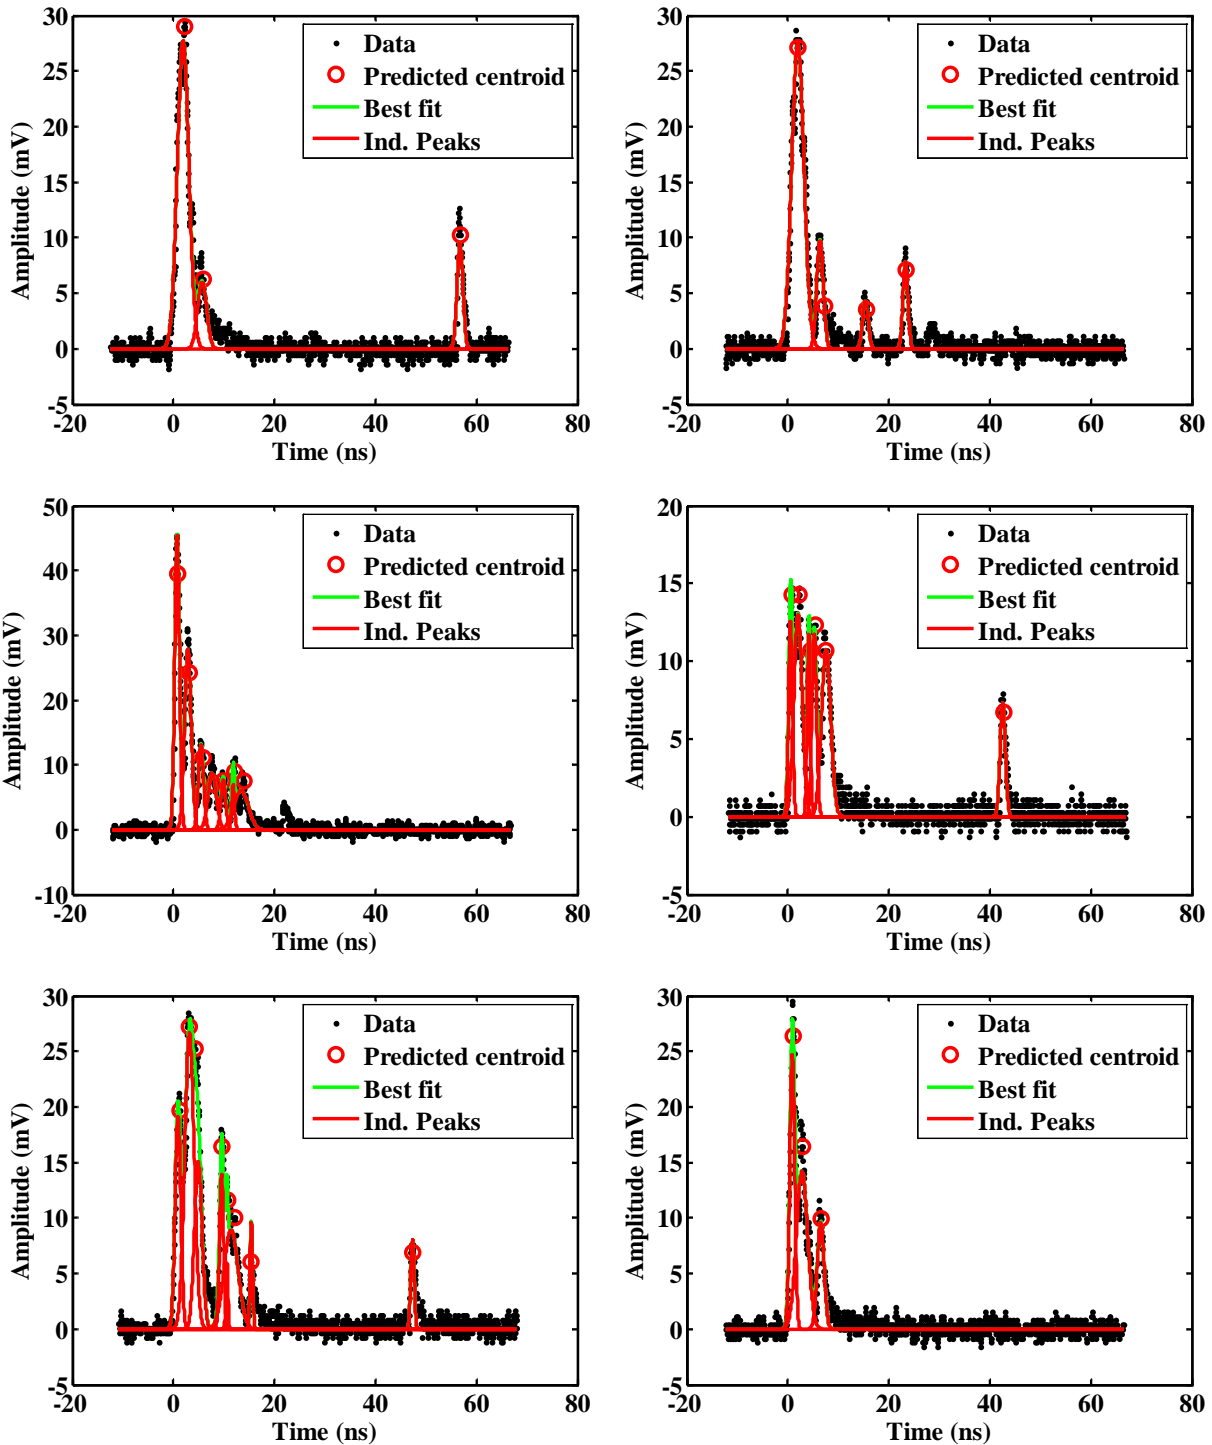 30
25
20
15
10
5
0
-5
-20
0
20
40
60
80
Time (ns)
Amplitude (mV)
Data
Predicted centroid
Best fit
Ind. Peaks
30
25
20
15
10
5
0
-5
-20
0
20
40
60
80
Time (ns)
Amplitude (mV)
Data
Predicted centroid
Best fit
Ind. Peaks
50
40
30
20
10
0
-10
-20
0
20
40
60
80
Time (ns)
Amplitude (mV)
Data
Predicted centroid
Best fit
Ind. Peaks
20
15
10
5
0
-5
-20
0
20
40
60
80
Time (ns)
Amplitude (mV)
Data
Predicted centroid
Best fit
Ind. Peaks
30
25
20
15
10
5
0
-5
-20
0
20
40
60
80
Time (ns)
Amplitude (mV)
Data
Predicted centroid
Best fit
Ind. Peaks
30
25
20
15
10
5
0
-5
-20
0
20
40
60
80
Time (ns)
Amplitude (mV)
Data
Predicted centroid
Best fit
Ind. Peaks